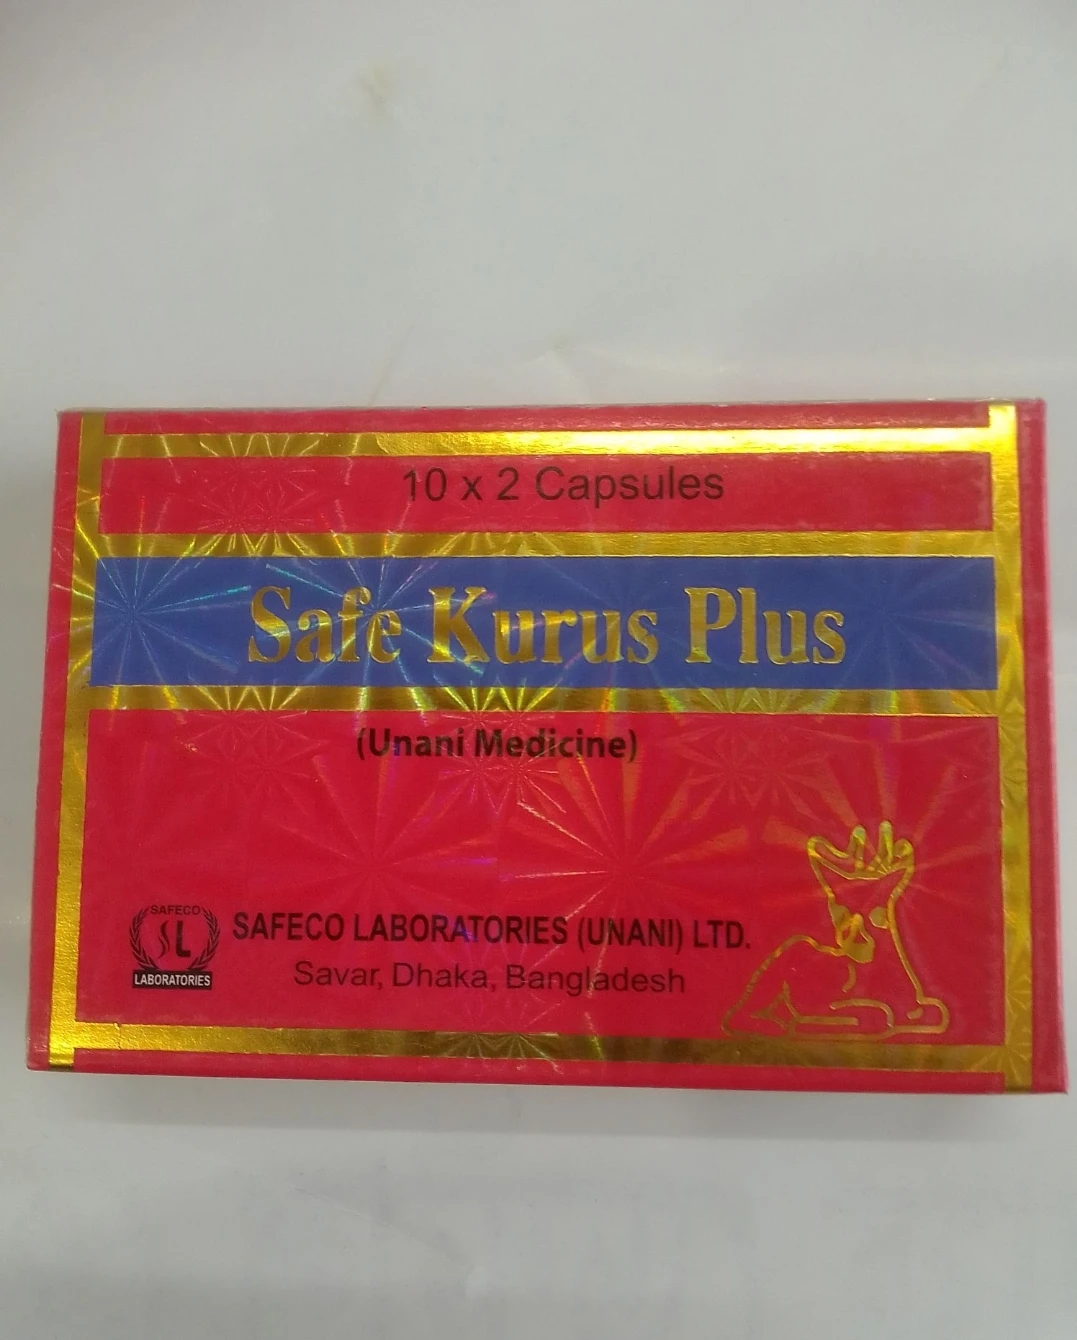 10 x 2 Capsules
Safe Kurus Plus
(Unani Medicine)
SAFECO
SL
LABORATORIES
SAFECO LABORATORIES (UNANI) LTD.
Savar, Dhaka, Bangladesh